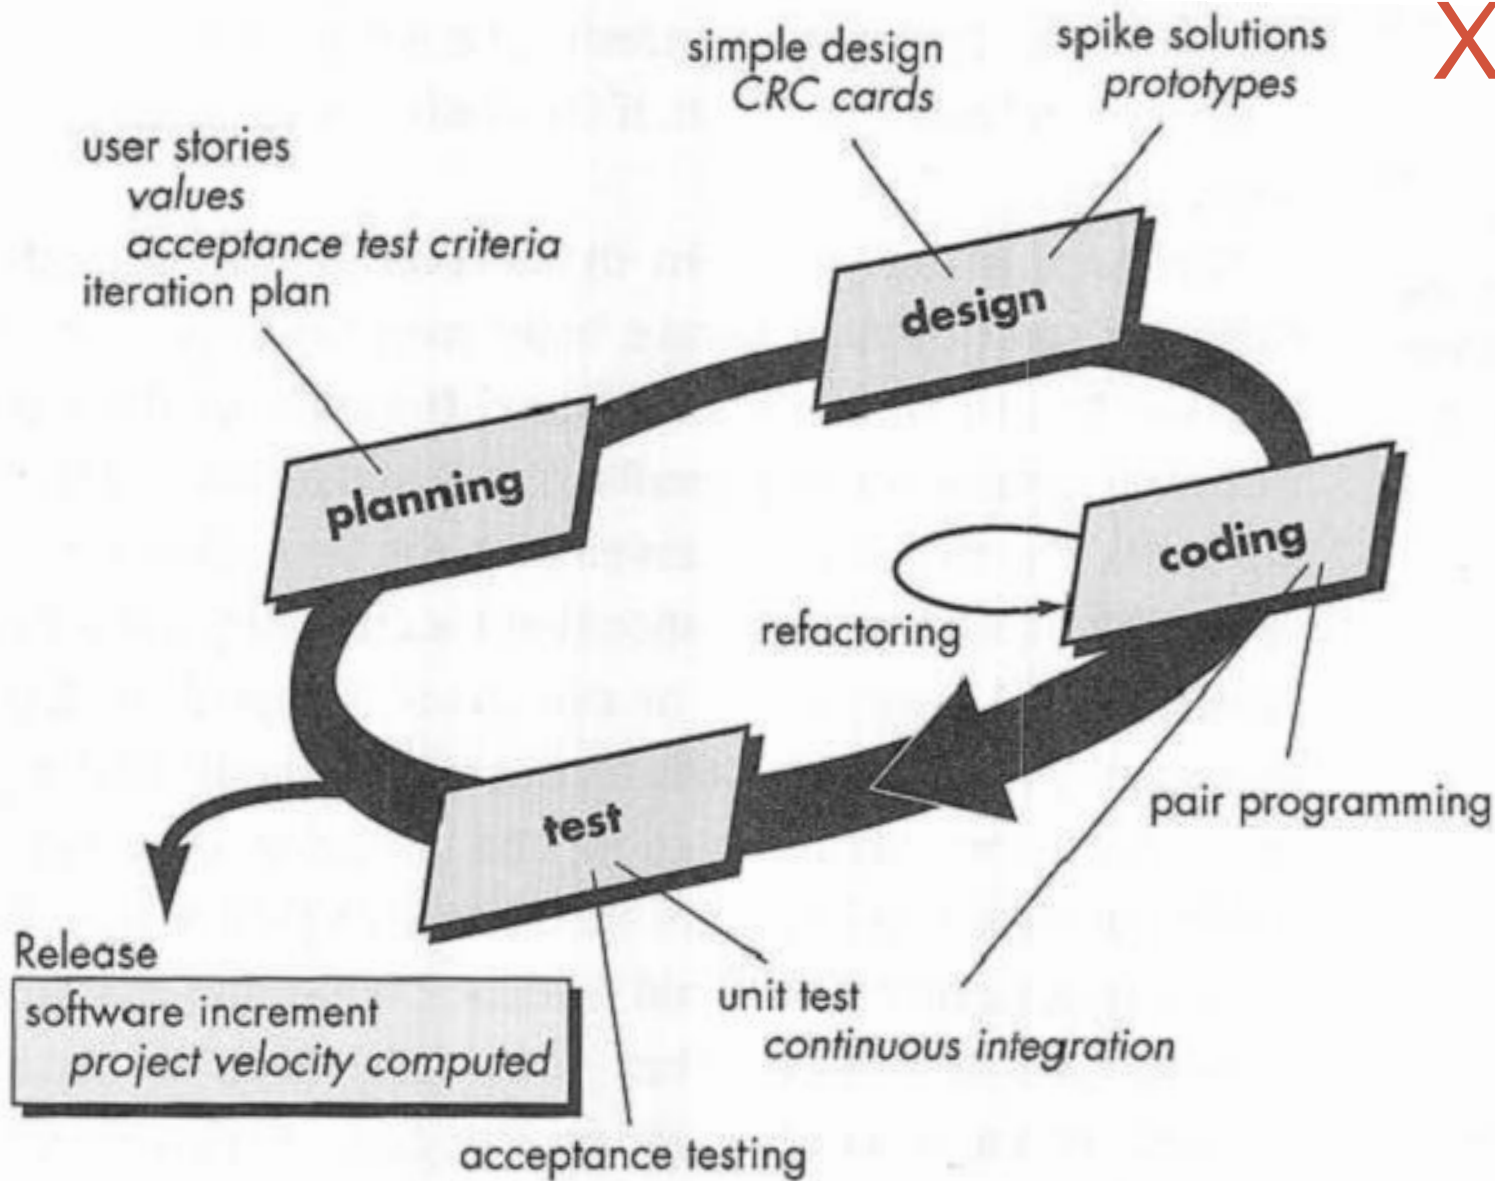 simple design
CRC cards
spike solutions
prototypes
X
user stories
values
acceptance test criteria
iteration plan
design
planning
coding
refactoring
test
pair programming
Release
software increment
project velocity computed
unit test
continuous integration
acceptance testing